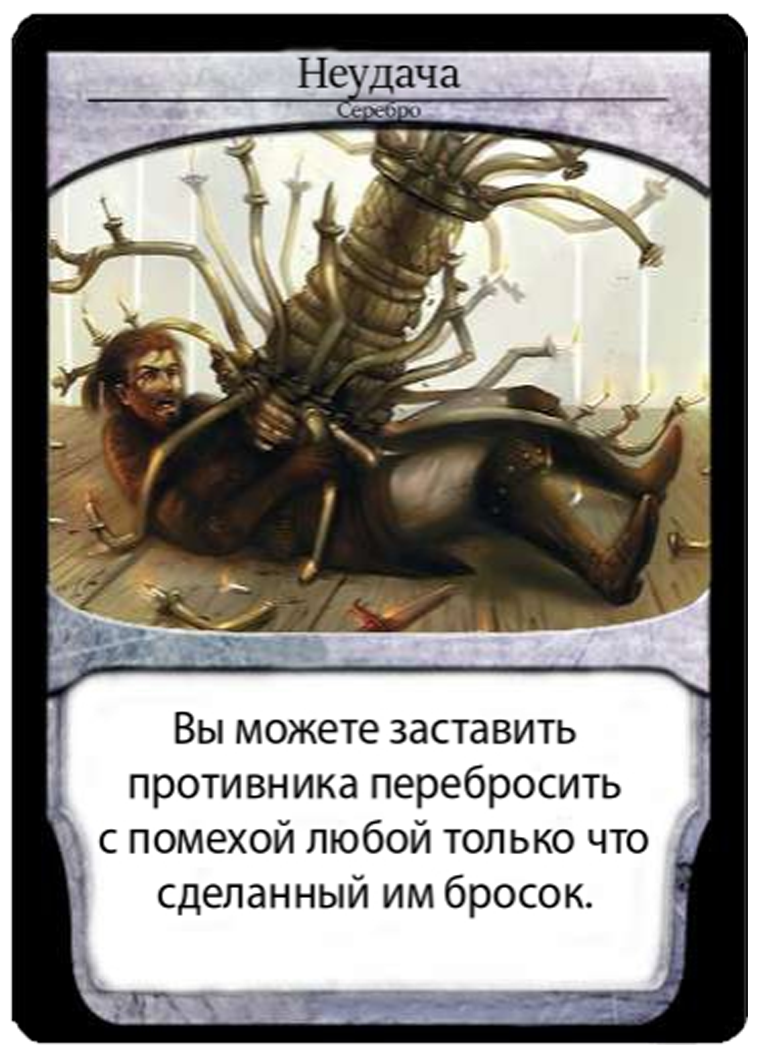 Неудача
Серебро
Вы можете заставить
противника перебросить
с помехой любой только что
сделанный им бросок.